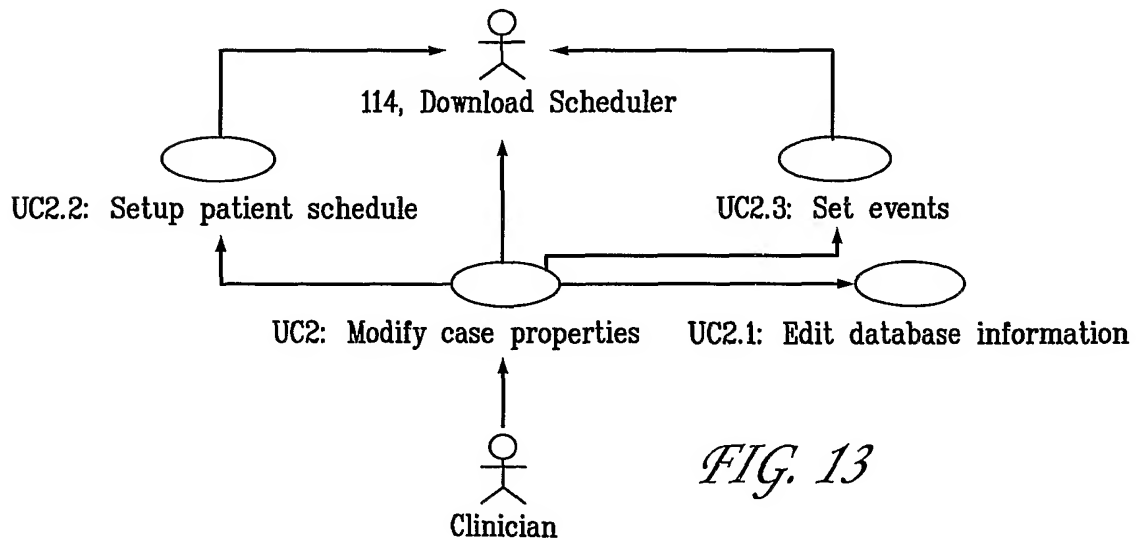 114, Download Scheduler
UC2.2: Setup patient schedule
UC2.3: Set events
UC2: Modify case properties
UC2.1: Edit database information
Clinician
FIG. 13